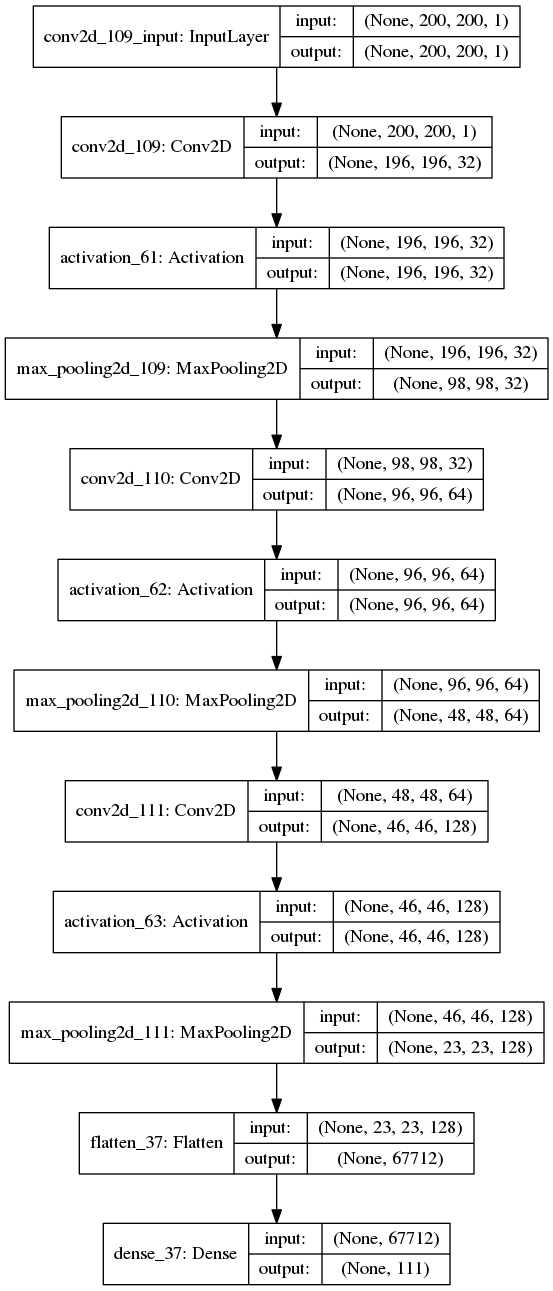 conv2d_109_input: InputLayer
input: (None, 200, 200, 1)
output: (None, 200, 200, 1)
conv2d_109: Conv2D
input: (None, 200, 200, 1)
output: (None, 196, 196, 32)
activation_61: Activation
input: (None, 196, 196, 32)
output: (None, 196, 196, 32)
max_pooling2d_109: MaxPooling2D
input: (None, 196, 196, 32)
output: (None, 98, 98, 32)
conv2d_110: Conv2D
input: (None, 98, 98, 32)
output: (None, 96, 96, 64)
activation_62: Activation
input: (None, 96, 96, 64)
output: (None, 96, 96, 64)
max_pooling2d_110: MaxPooling2D
input: (None, 96, 96, 64)
output: (None, 48, 48, 64)
conv2d_111: Conv2D
input: (None, 48, 48, 64)
output: (None, 46, 46, 128)
activation_63: Activation
input: (None, 46, 46, 128)
output: (None, 46, 46, 128)
max_pooling2d_111: MaxPooling2D
input: (None, 46, 46, 128)
output: (None, 23, 23, 128)
flatten_37: Flatten
input: (None, 23, 23, 128)
output: (None, 67712)
dense_37: Dense
input: (None, 67712)
output: (None, 111)